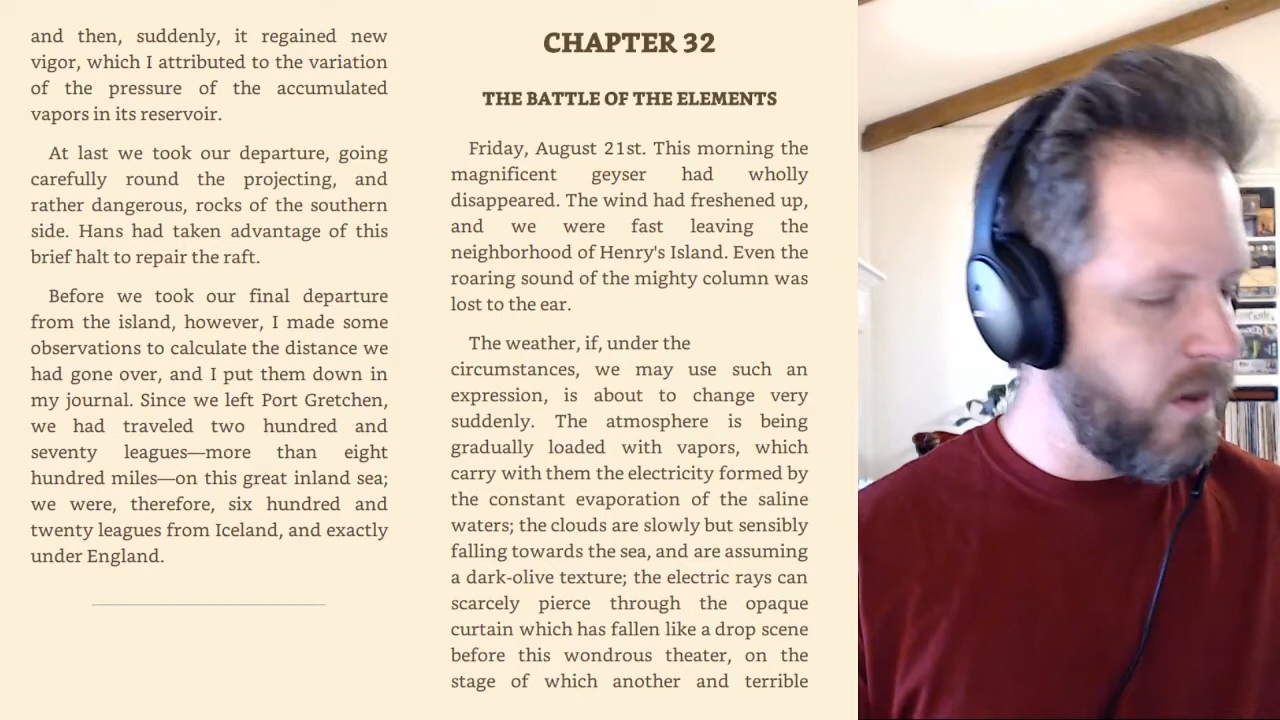 and then, suddenly, it regained new
vigor, which I attributed to the variation
of the pressure of the accumulated
vapors in its reservoir.
At last we took our departure, going
carefully round the projecting, and
rather dangerous, rocks of the southern
side. Hans had taken advantage of this
brief halt to repair the raft.
Before we took our final departure
from the island, however, I made some
observations to calculate the distance we
had gone over, and I put them down in
my journal. Since we left Port Gretchen,
we had traveled two hundred and
seventy leagues—more than eight
hundred miles—on this great inland sea;
we were, therefore, six hundred and
twenty leagues from Iceland, and exactly
under England.
CHAPTER 32
THE BATTLE OF THE ELEMENTS
Friday, August 21st. This morning the
magnificent geyser had wholly
disappeared. The wind had freshened up,
and we were fast leaving the
neighborhood of Henry's Island. Even the
roaring sound of the mighty column was
lost to the ear.
The weather, if, under the
circumstances, we may use such an
expression, is about to change very
suddenly. The atmosphere is being
gradually loaded with vapors, which
carry with them the electricity formed by
the constant evaporation of the saline
waters; the clouds are slowly but sensibly
falling towards the sea, and are assuming
a dark-olive texture; the electric rays can
scarcely pierce through the opaque
curtain which has fallen like a drop scene
before this wondrous theater, on the
stage of which another and terrible